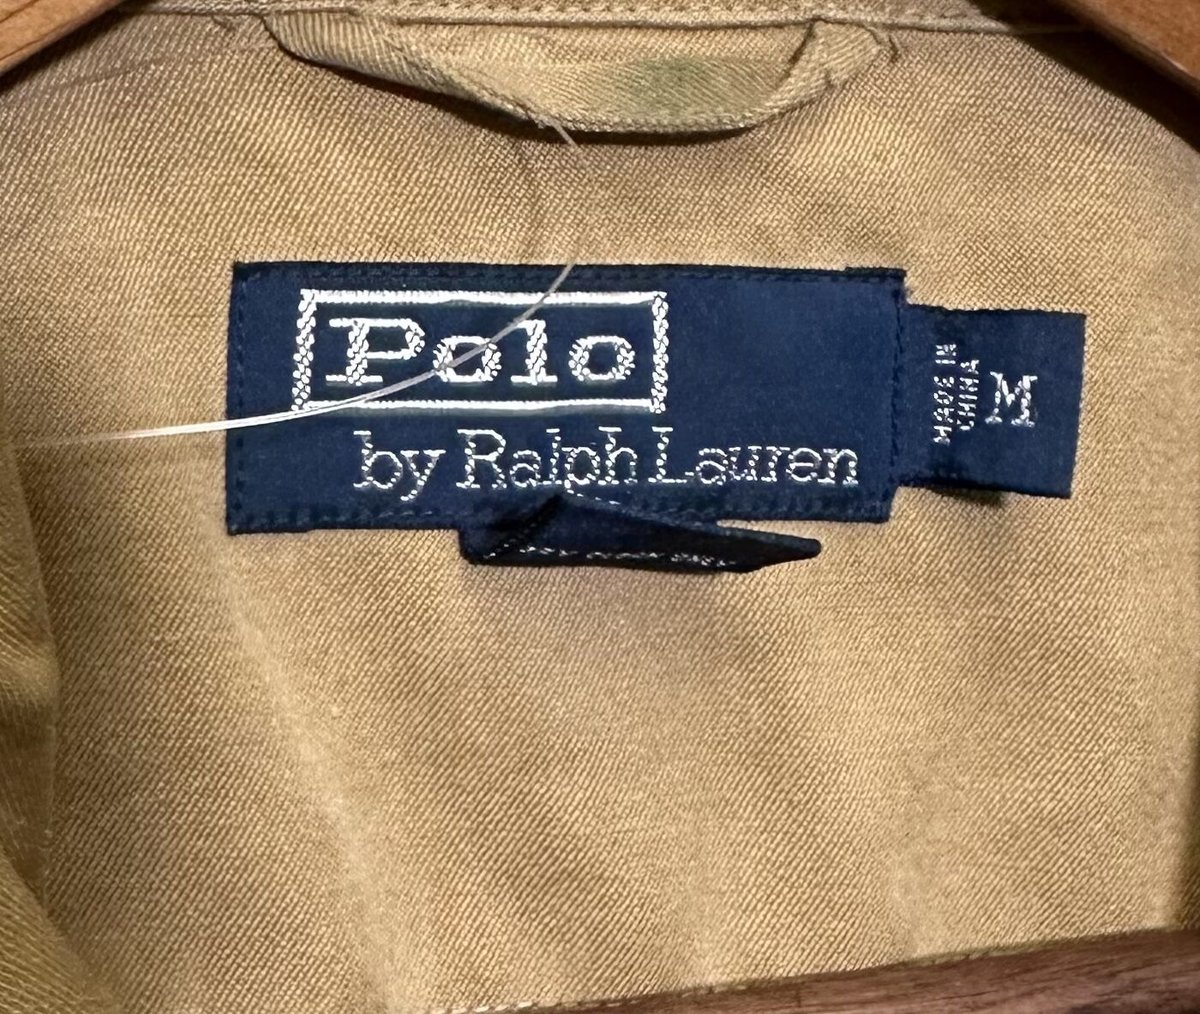 Polo
by Ralph Lauren
MADE IN
CHINA
M